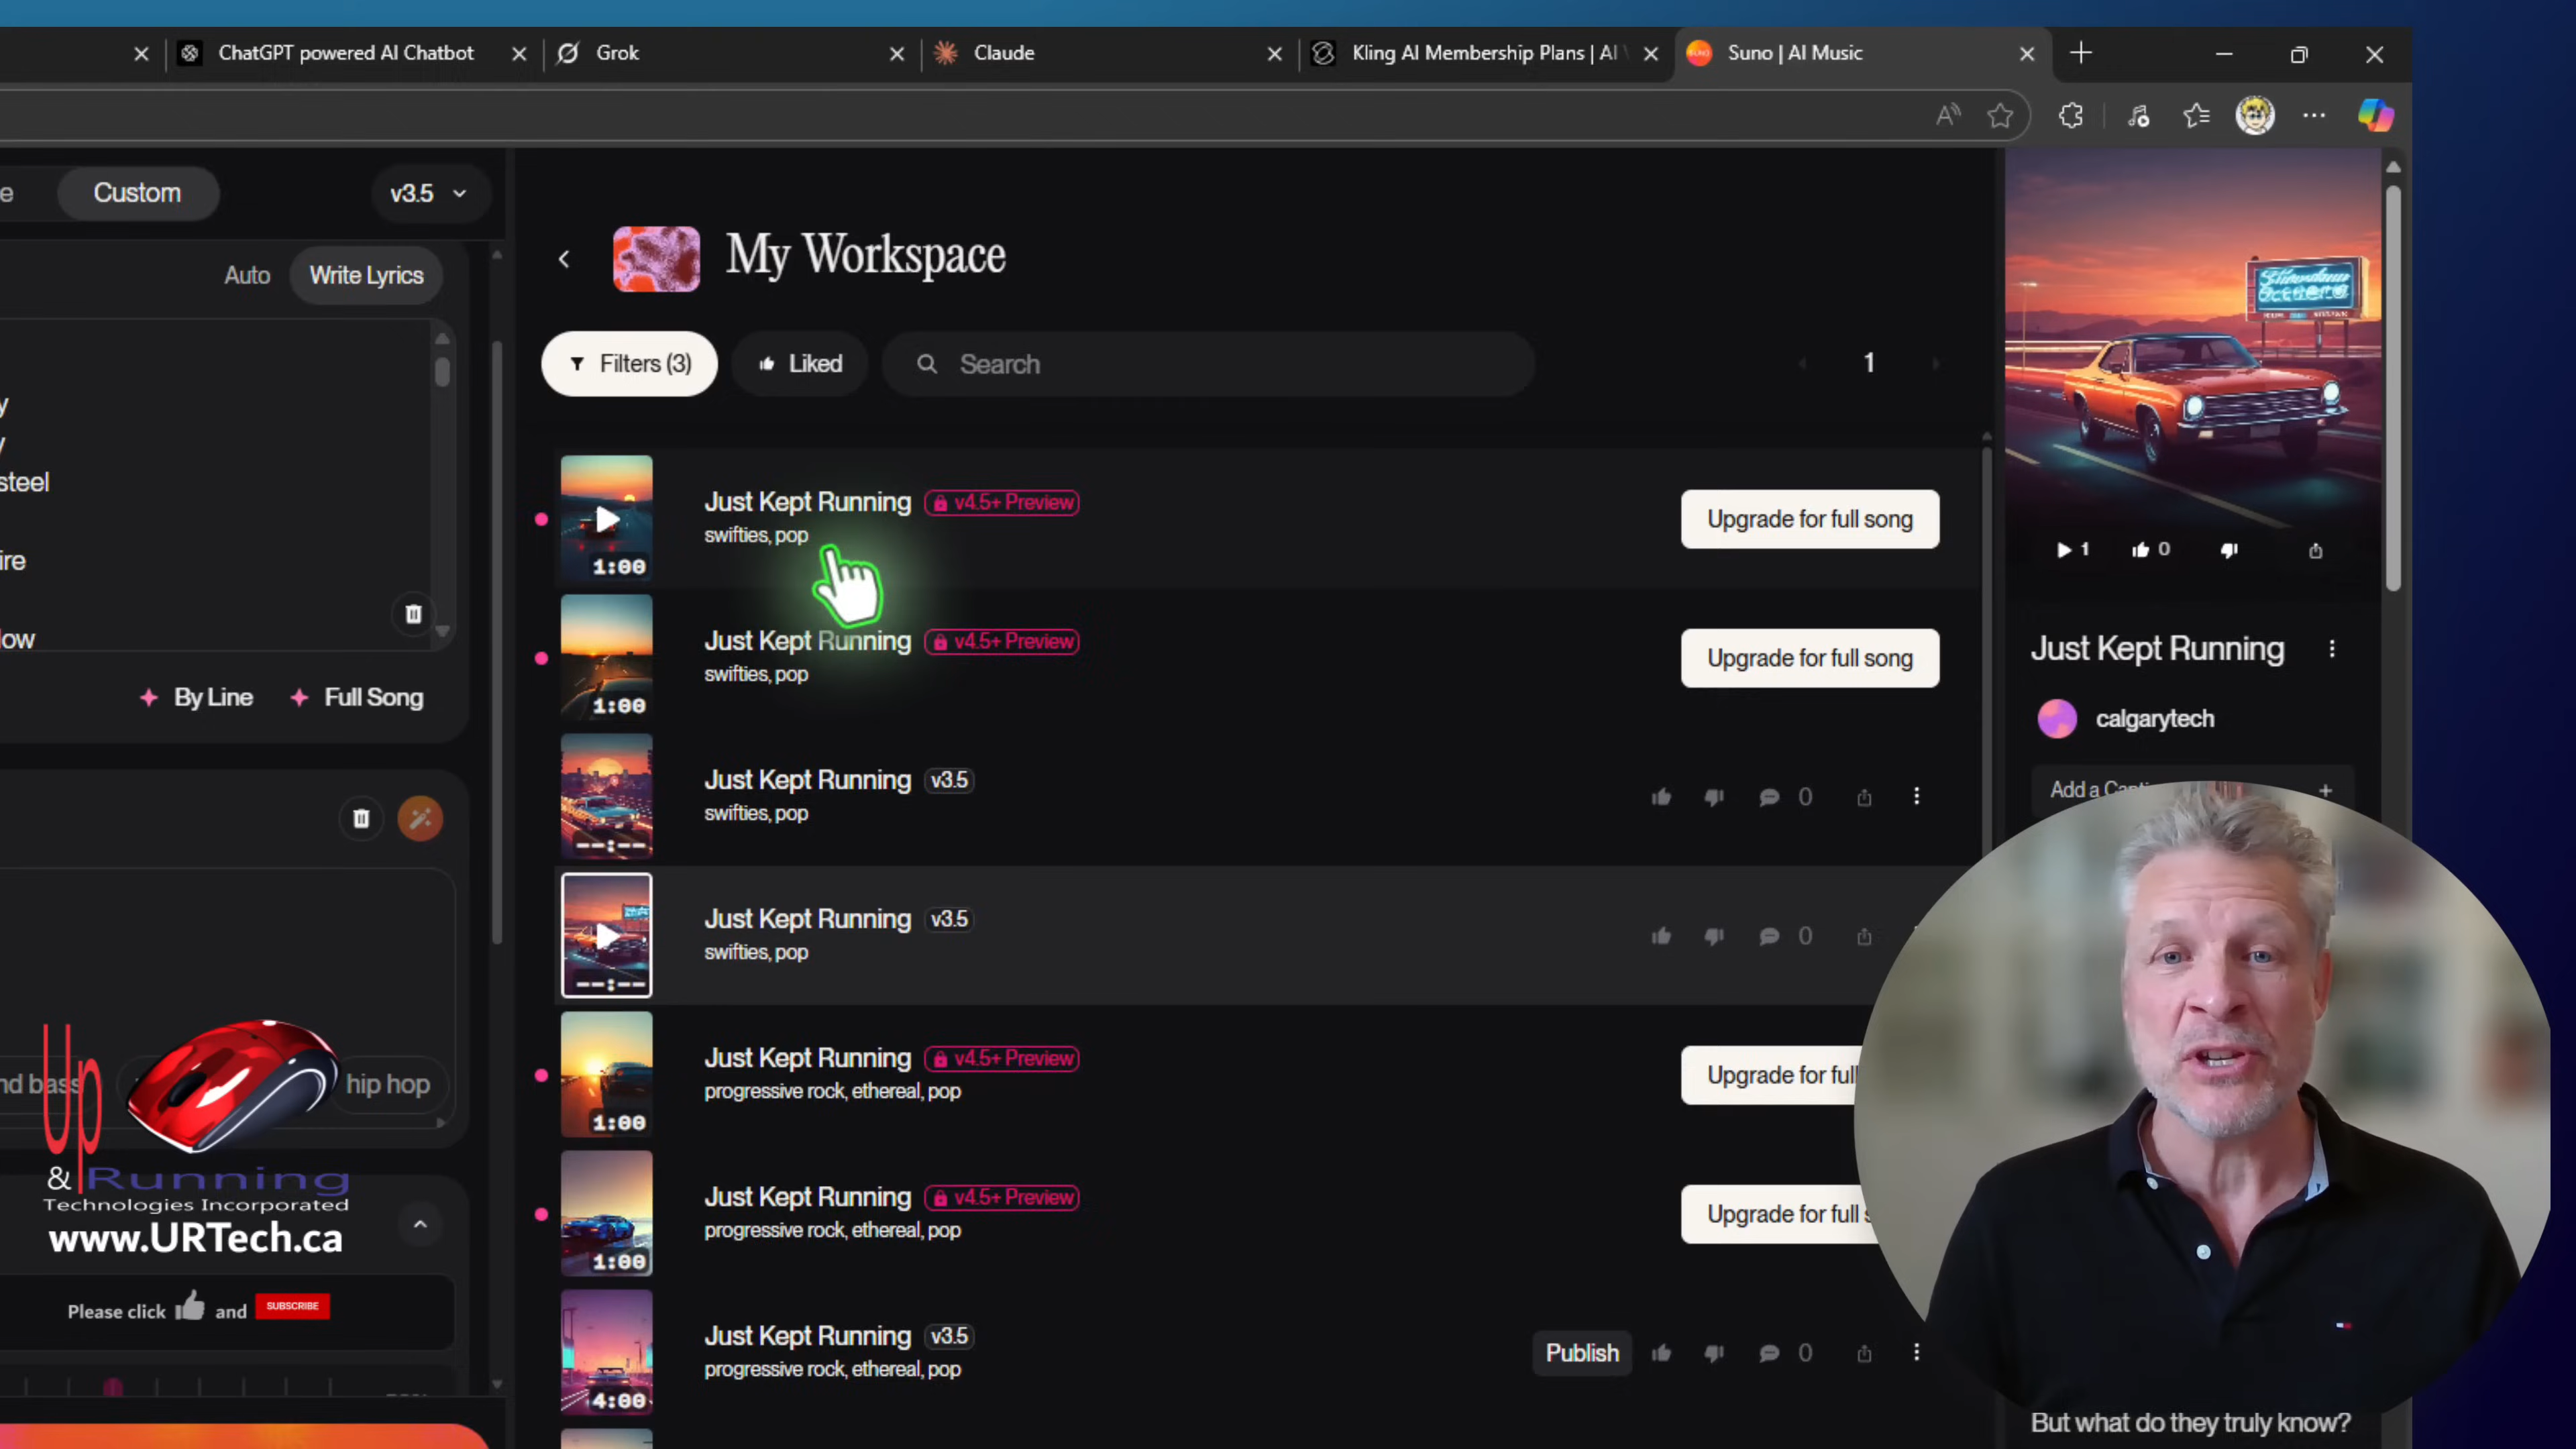 ChatGPT powered AI Chatbot
Grok
Claude
Kling AI Membership Plans | AI
Suno | AI Music
e
Custom
v3.5
Auto
Write Lyrics
y
y
steel
ire
low
By Line
Full Song
nd bass
hip hop
Up
& Running
Technologies Incorporated
www.URTech.ca
Please click and SUBSCRIBE
My Workspace
Filters (3)
Liked
Search
1
Just Kept Running v4.5+ Preview
swifties, pop
1:00
Upgrade for full song
Just Kept Running v4.5+ Preview
swifties, pop
1:00
Upgrade for full song
Just Kept Running v3.5
swifties, pop
--:--
0
Just Kept Running v3.5
swifties, pop
--:--
0
Just Kept Running v4.5+ Preview
progressive rock, ethereal, pop
1:00
Upgrade for full
Just Kept Running v4.5+ Preview
progressive rock, ethereal, pop
1:00
Upgrade for full s
Just Kept Running v3.5
progressive rock, ethereal, pop
4:00
Publish
0
1
0
Just Kept Running
calgarytech
Add a
But what do they truly know?